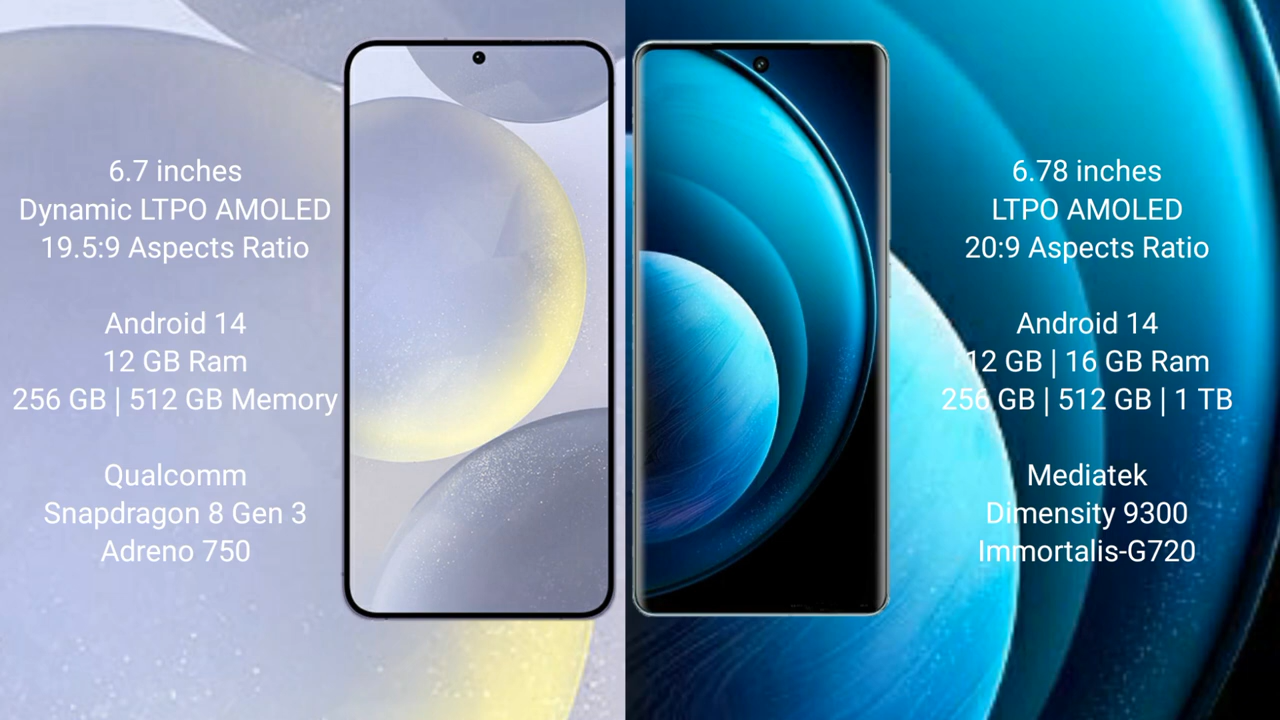 6.7 inches
Dynamic LTPO AMOLED
19.5:9 Aspects Ratio
Android 14
12 GB Ram
256 GB | 512 GB Memory
Qualcomm
Snapdragon 8 Gen 3
Adreno 750
6.78 inches
LTPO AMOLED
20:9 Aspects Ratio
Android 14
12 GB | 16 GB Ram
256 GB | 512 GB | 1 TB
Mediatek
Dimensity 9300
Immortalis-G720